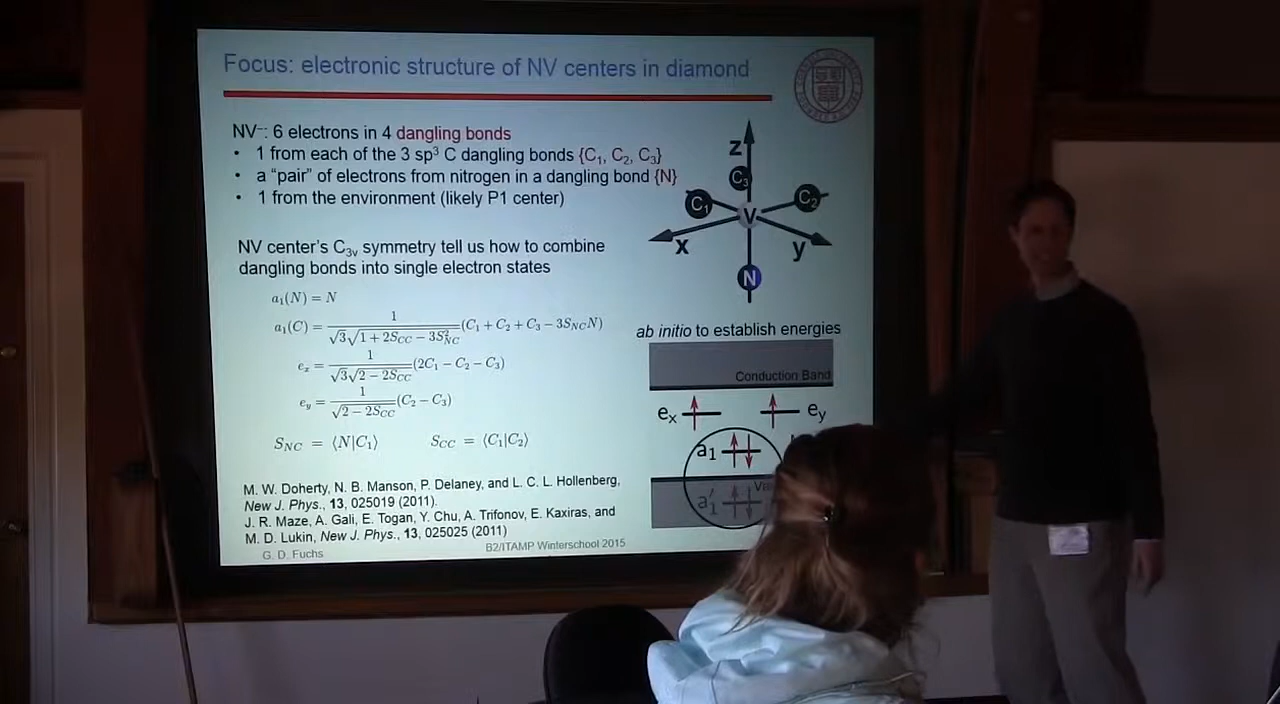 Focus: electronic structure of NV centers in diamond
NV⁻: 6 electrons in 4 dangling bonds
• 1 from each of the 3 sp³ C dangling bonds {C₁, C₂, C₃}
• a “pair” of electrons from nitrogen in a dangling bond {N}
• 1 from the environment (likely P1 center)
NV center's C₃ᵥ symmetry tell us how to combine
dangling bonds into single electron states
a₁(N) = N
a₁(C) = 1/(√3√(1 + 2S_CC − 3S²_NC)) (C₁ + C₂ + C₃ − 3S_NC N)
eₓ = 1/(√3√(2 − 2S_CC)) (2C₁ − C₂ − C₃)
e_y = 1/√(2 − 2S_CC) (C₂ − C₃)
S_NC = ⟨N|C₁⟩ S_CC = ⟨C₁|C₂⟩
M. W. Doherty, N. B. Manson, P. Delaney, and L. C. L. Hollenberg,
New J. Phys., 13, 025019 (2011).
J. R. Maze, A. Gali, E. Togan, Y. Chu, A. Trifonov, E. Kaxiras, and
M. D. Lukin, New J. Phys., 13, 025025 (2011)
G. D. Fuchs
B2/ITAMP Winterschool 2015
z
C₃
C₁
C₂
V
x
y
N
ab initio to establish energies
Conduction Band
eₓ
e_y
a₁
a₁′